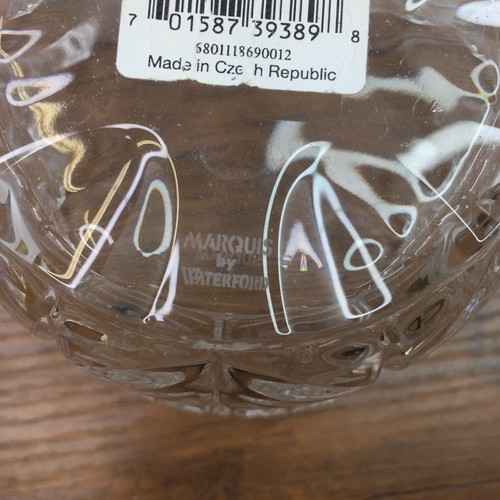 7 01587 39389 8
6801118690012
Made in Czech Republic
MARQUIS
by
WATERFORD